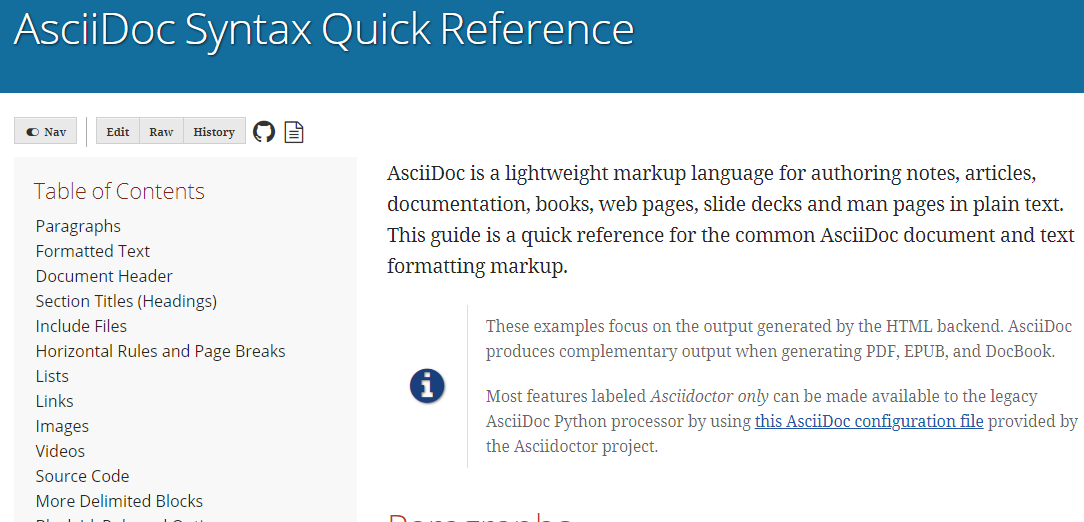 AsciiDoc Syntax Quick Reference
Nav Edit Raw History
Table of Contents
Paragraphs
Formatted Text
Document Header
Section Titles (Headings)
Include Files
Horizontal Rules and Page Breaks
Lists
Links
Images
Videos
Source Code
More Delimited Blocks
AsciiDoc is a lightweight markup language for authoring notes, articles,
documentation, books, web pages, slide decks and man pages in plain text.
This guide is a quick reference for the common AsciiDoc document and text
formatting markup.
These examples focus on the output generated by the HTML backend. AsciiDoc
produces complementary output when generating PDF, EPUB, and DocBook.
Most features labeled Asciidoctor only can be made available to the legacy
AsciiDoc Python processor by using this AsciiDoc configuration file provided by
the Asciidoctor project.
Paragraphs